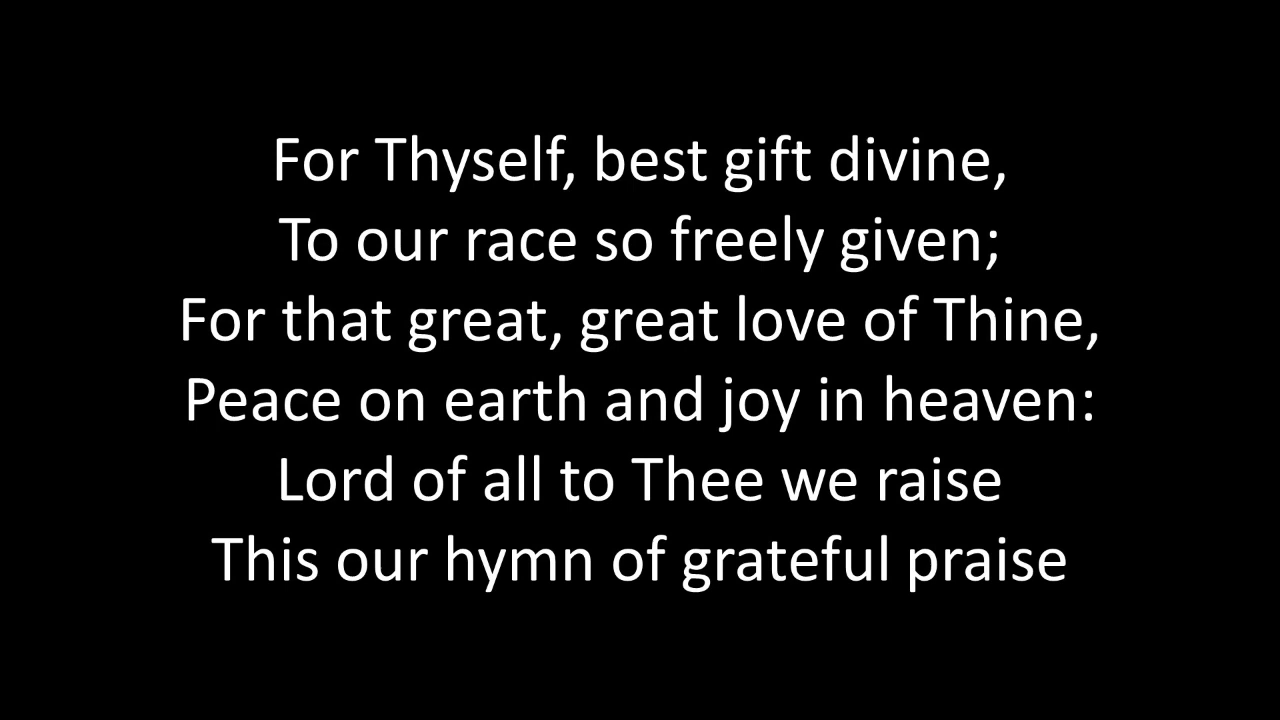 For Thyself, best gift divine,
To our race so freely given;
For that great, great love of Thine,
Peace on earth and joy in heaven:
Lord of all to Thee we raise
This our hymn of grateful praise